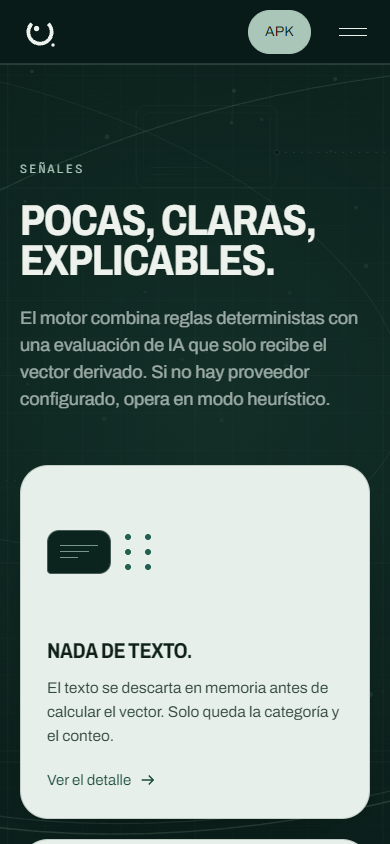 APK
SEÑALES
POCAS, CLARAS,
EXPLICABLES.
El motor combina reglas deterministas con
una evaluación de IA que solo recibe el
vector derivado. Si no hay proveedor
configurado, opera en modo heurístico.
NADA DE TEXTO.
El texto se descarta en memoria antes de
calcular el vector. Solo queda la categoría y
el conteo.
Ver el detalle